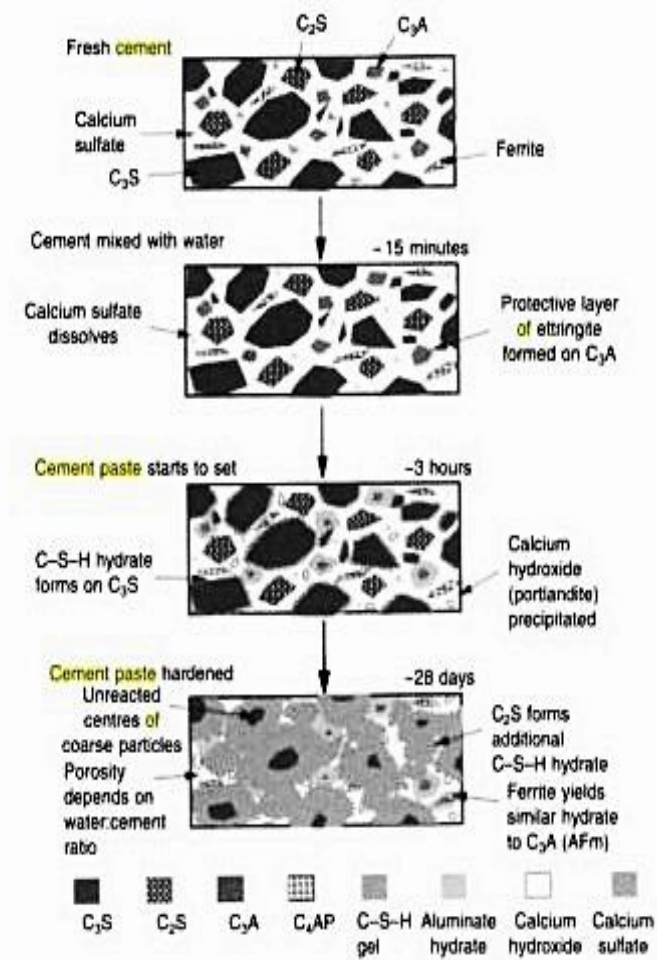 C₂S
C₃A
Fresh cement
Calcium
sulfate
C₃S
Ferrite
Cement mixed with water
~ 15 minutes
Calcium sulfate
dissolves
Protective layer
of ettringite
formed on C₃A
Cement paste starts to set
~3 hours
C–S–H hydrate
forms on C₃S
Calcium
hydroxide
(portlandite)
precipitated
Cement paste hardened
~28 days
Unreacted
centres of
coarse particles
Porosity
depends on
water:cement
rabo
C₂S forms
additional
C–S–H hydrate
Ferrite yields
similar hydrate
to C₃A (AFm)
C₃S
C₂S
C₃A
C₄AP
C–S–H
gel
Aluminate
hydrate
Calcium
hydroxide
Calcium
sulfate